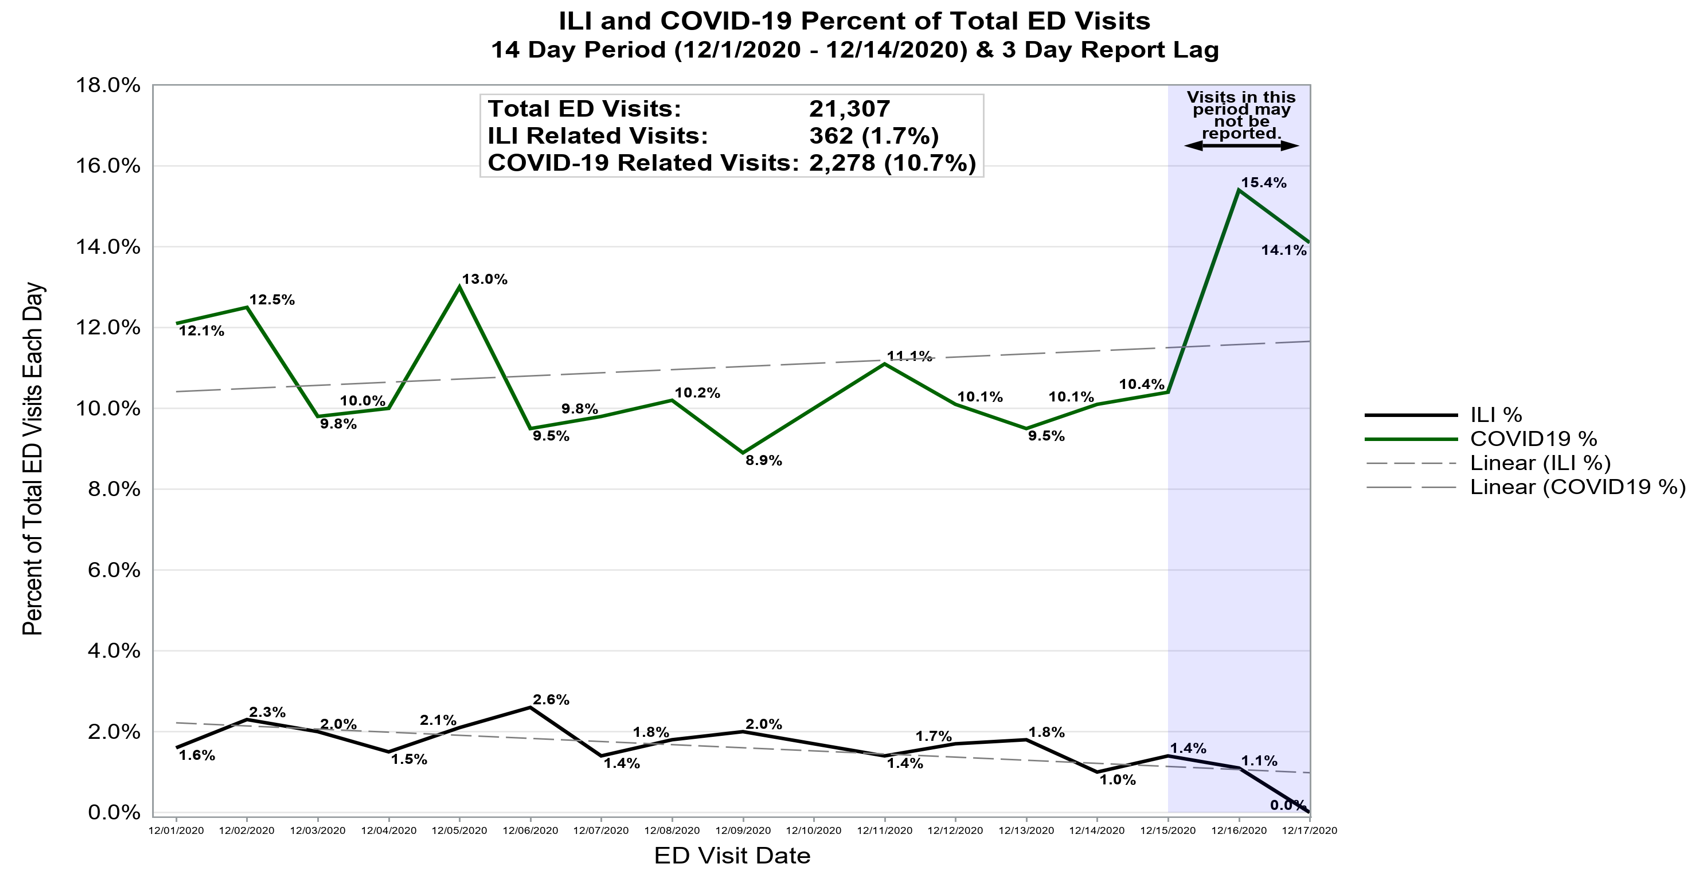 ILI and COVID-19 Percent of Total ED Visits
14 Day Period (12/1/2020 - 12/14/2020) & 3 Day Report Lag
Total ED Visits: 21,307
ILI Related Visits: 362 (1.7%)
COVID-19 Related Visits: 2,278 (10.7%)
Visits in this
period may
not be
reported.
Percent of Total ED Visits Each Day
18.0%
16.0%
14.0%
12.0%
10.0%
8.0%
6.0%
4.0%
2.0%
0.0%
12.1%
12.5%
9.8%
10.0%
13.0%
9.5%
9.8%
10.2%
8.9%
11.1%
10.1%
9.5%
10.1%
10.4%
15.4%
14.1%
1.6%
2.3%
2.0%
1.5%
2.1%
2.6%
1.4%
1.8%
2.0%
1.4%
1.7%
1.8%
1.0%
1.4%
1.1%
0.0%
12/01/2020 12/02/2020 12/03/2020 12/04/2020 12/05/2020 12/06/2020 12/07/2020 12/08/2020 12/09/2020 12/10/2020 12/11/2020 12/12/2020 12/13/2020 12/14/2020 12/15/2020 12/16/2020 12/17/2020
ED Visit Date
ILI %
COVID19 %
Linear (ILI %)
Linear (COVID19 %)